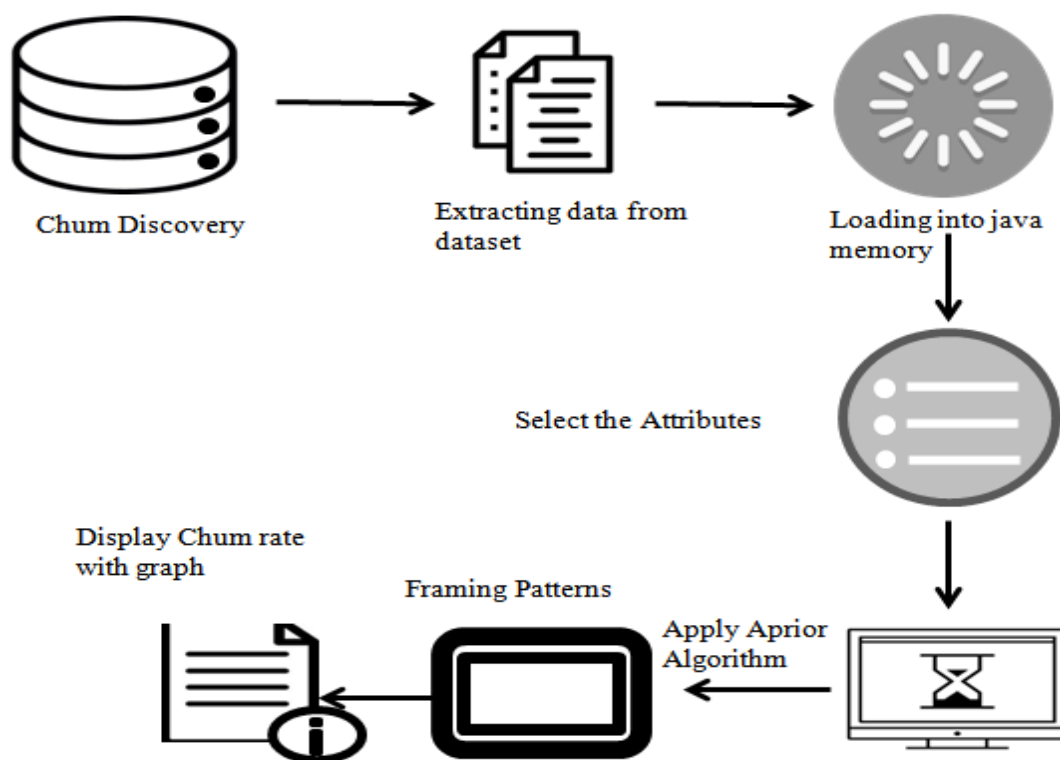 Chum Discovery
Extracting data from
dataset
Loading into java
memory
Select the Attributes
Apply Aprior
Algorithm
Framing Patterns
Display Chum rate
with graph